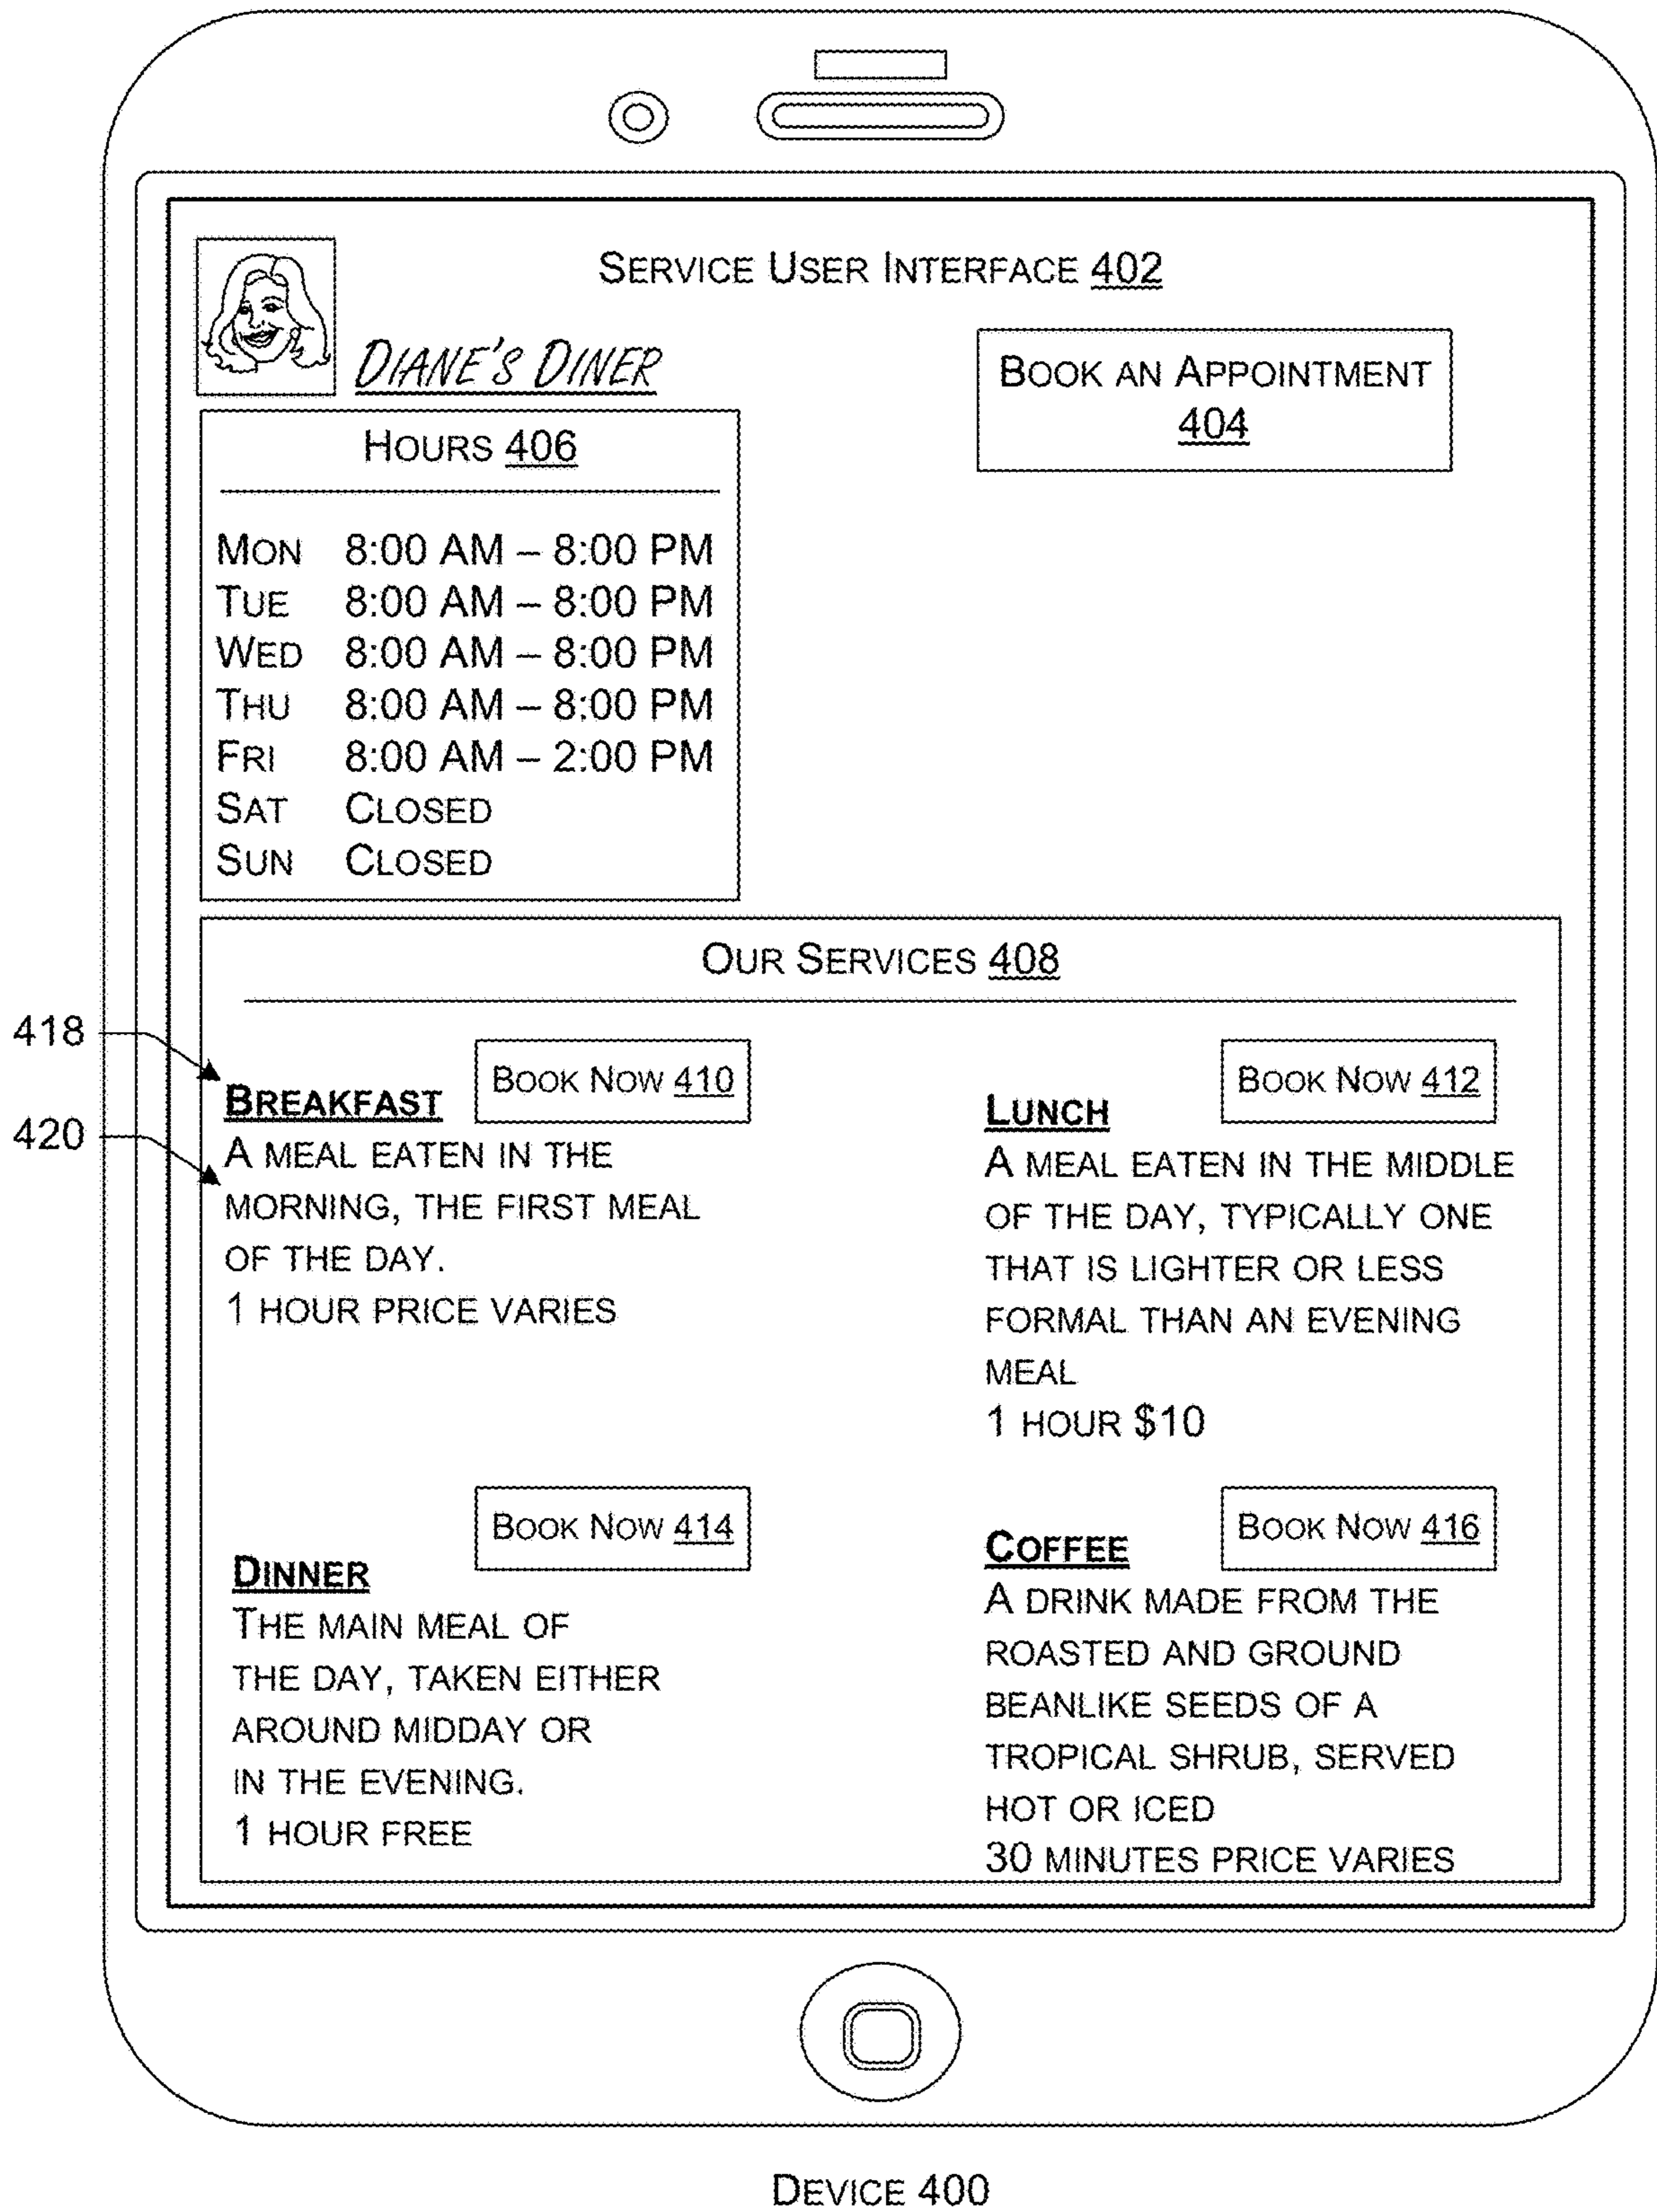 SERVICE USER INTERFACE 402
DIANE'S DINER
BOOK AN APPOINTMENT
404
HOURS 406
MON 8:00 AM – 8:00 PM
TUE 8:00 AM – 8:00 PM
WED 8:00 AM – 8:00 PM
THU 8:00 AM – 8:00 PM
FRI 8:00 AM – 2:00 PM
SAT CLOSED
SUN CLOSED
OUR SERVICES 408
418
420
BREAKFAST
BOOK NOW 410
A MEAL EATEN IN THE
MORNING, THE FIRST MEAL
OF THE DAY.
1 HOUR PRICE VARIES
LUNCH
BOOK NOW 412
A MEAL EATEN IN THE MIDDLE
OF THE DAY, TYPICALLY ONE
THAT IS LIGHTER OR LESS
FORMAL THAN AN EVENING
MEAL
1 HOUR $10
DINNER
BOOK NOW 414
THE MAIN MEAL OF
THE DAY, TAKEN EITHER
AROUND MIDDAY OR
IN THE EVENING.
1 HOUR FREE
COFFEE
BOOK NOW 416
A DRINK MADE FROM THE
ROASTED AND GROUND
BEANLIKE SEEDS OF A
TROPICAL SHRUB, SERVED
HOT OR ICED
30 MINUTES PRICE VARIES
DEVICE 400